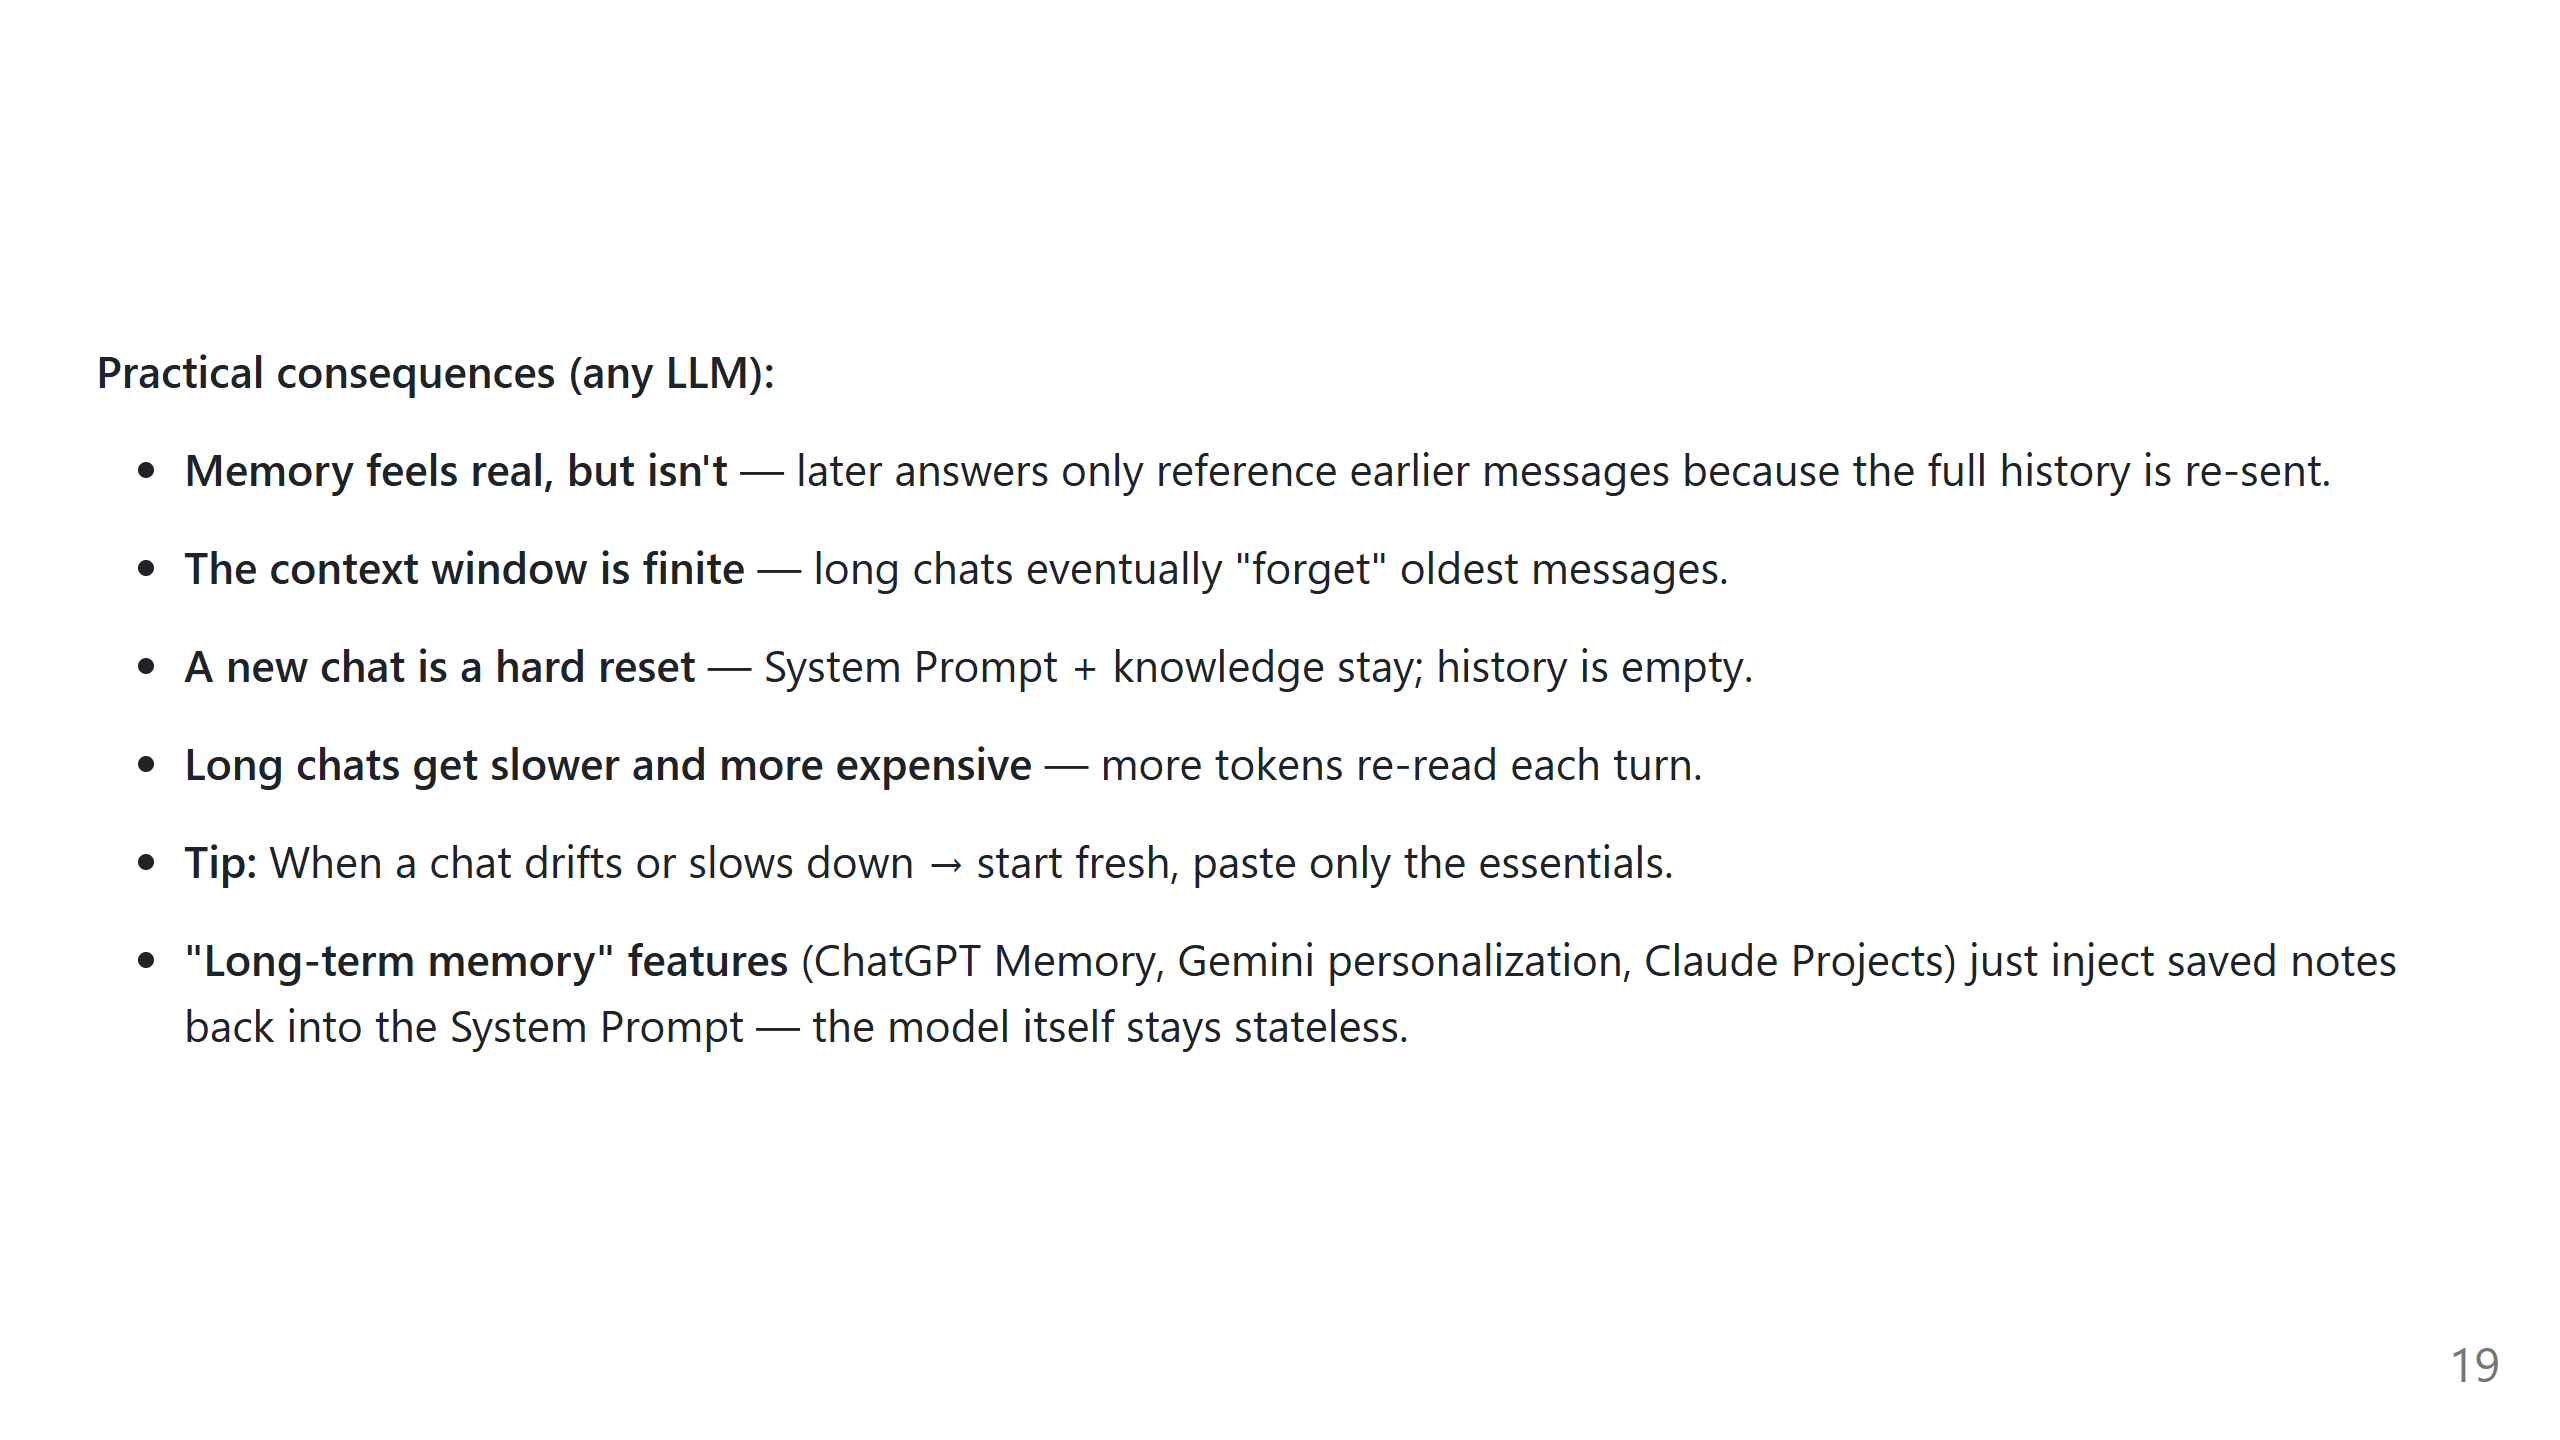 Practical consequences (any LLM):
• Memory feels real, but isn't — later answers only reference earlier messages because the full history is re-sent.
• The context window is finite — long chats eventually "forget" oldest messages.
• A new chat is a hard reset — System Prompt + knowledge stay; history is empty.
• Long chats get slower and more expensive — more tokens re-read each turn.
• Tip: When a chat drifts or slows down → start fresh, paste only the essentials.
• "Long-term memory" features (ChatGPT Memory, Gemini personalization, Claude Projects) just inject saved notes
back into the System Prompt — the model itself stays stateless.
19